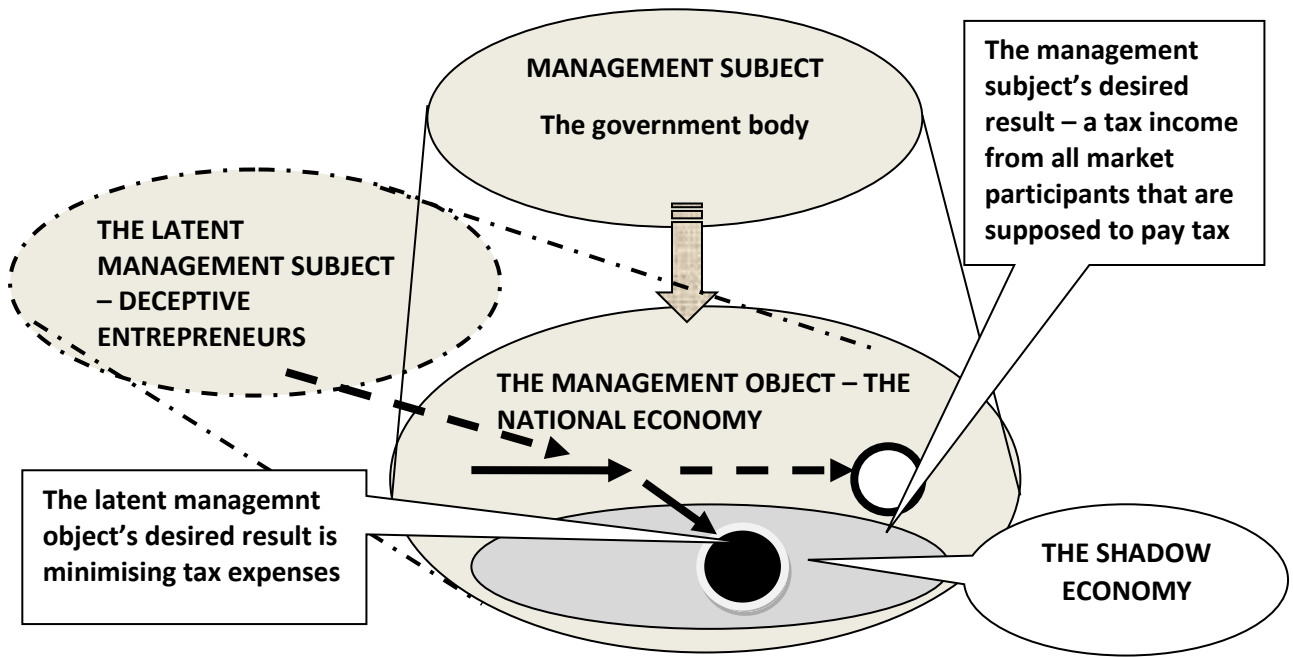 MANAGEMENT SUBJECT
The government body
The management
subject's desired
result – a tax income
from all market
participants that are
supposed to pay tax
THE LATENT
MANAGEMENT SUBJECT
– DECEPTIVE
ENTREPRENEURS
THE MANAGEMENT OBJECT – THE
NATIONAL ECONOMY
The latent managemnt
object's desired result is
minimising tax expenses
THE SHADOW
ECONOMY